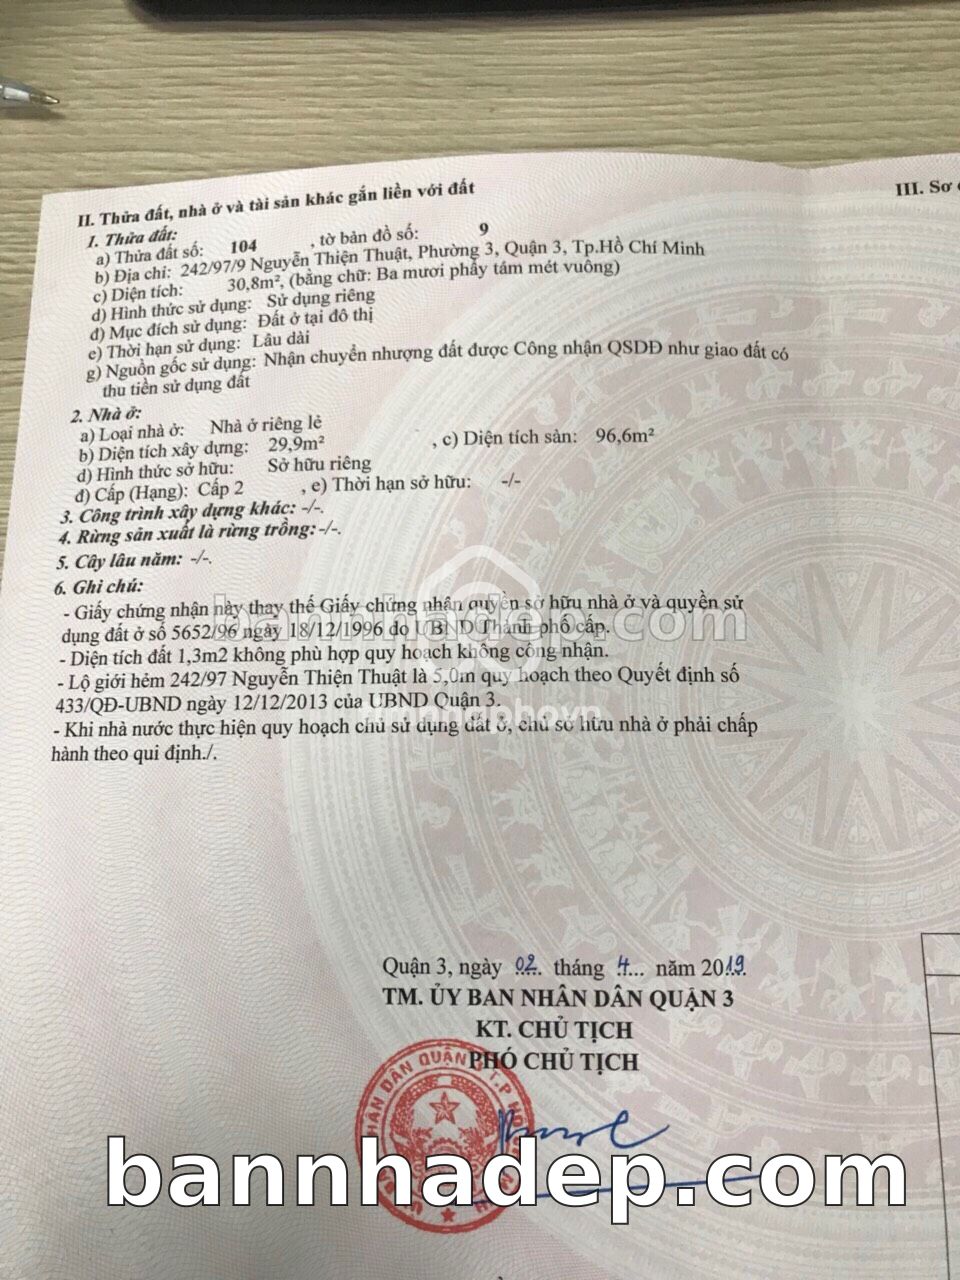 II. Thửa đất, nhà ở và tài sản khác gắn liền với đất
III. Sơ
1. Thửa đất:
a) Thửa đất số: 104 , tờ bản đồ số: 9
b) Địa chỉ: 242/97/9 Nguyễn Thiện Thuật, Phường 3, Quận 3, Tp.Hồ Chí Minh
c) Diện tích: 30,8m², (bằng chữ: Ba mươi phẩy tám mét vuông)
d) Hình thức sử dụng: Sử dụng riêng
đ) Mục đích sử dụng: Đất ở tại đô thị
e) Thời hạn sử dụng: Lâu dài
g) Nguồn gốc sử dụng: Nhận chuyển nhượng đất được Công nhận QSDĐ như giao đất có
thu tiền sử dụng đất
2. Nhà ở:
a) Loại nhà ở: Nhà ở riêng lẻ
b) Diện tích xây dựng: 29,9m² , c) Diện tích sàn: 96,6m²
d) Hình thức sở hữu: Sở hữu riêng
đ) Cấp (Hạng): Cấp 2 , e) Thời hạn sở hữu: -/-
3. Công trình xây dựng khác: -/-.
4. Rừng sản xuất là rừng trồng: -/-.
5. Cây lâu năm: -/-.
6. Ghi chú:
- Giấy chứng nhận này thay thế Giấy chứng nhận quyền sở hữu nhà ở và quyền sử
dụng đất ở số 5652/96 ngày 18/12/1996 do UBND Thành phố cấp.
bannhadep.com
- Diện tích đất 1,3m2 không phù hợp quy hoạch không công nhận.
- Lộ giới hẻm 242/97 Nguyễn Thiện Thuật là 5,0m quy hoạch theo Quyết định số
433/QĐ-UBND ngày 12/12/2013 của UBND Quận 3.
- Khi nhà nước thực hiện quy hoạch chủ sử dụng đất ở, chủ sở hữu nhà ở phải chấp
hành theo qui định./.
Quận 3, ngày 02 tháng 4 năm 2019
TM. ỦY BAN NHÂN DÂN QUẬN 3
KT. CHỦ TỊCH
PHÓ CHỦ TỊCH
bannhadep.com